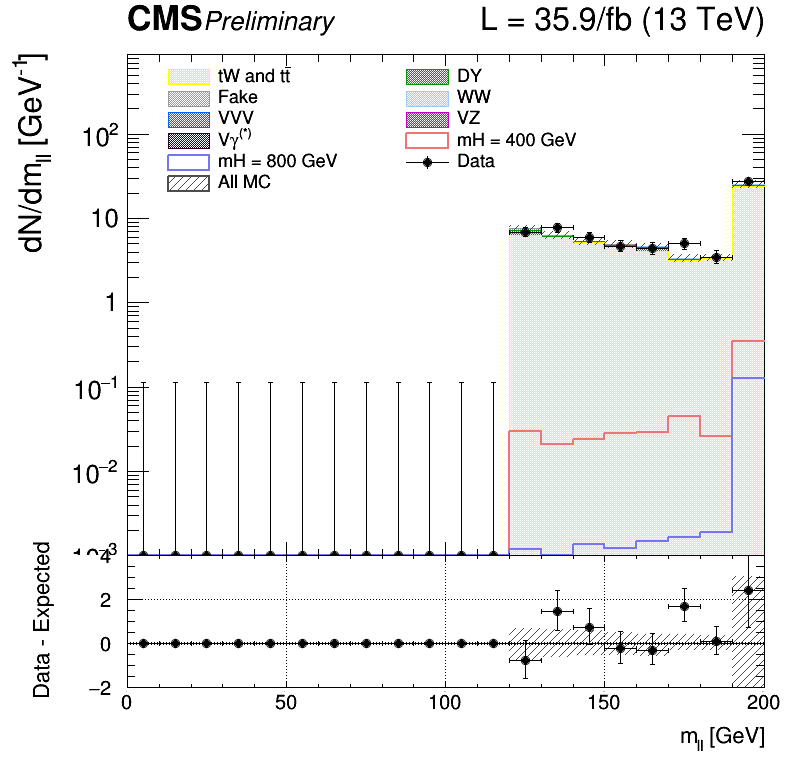 CMS Preliminary L = 35.9/fb (13 TeV)
dN/dm_ll [GeV^-1]
tW and tt̄ DY
Fake WW
VVV VZ
Vγ^(*) mH = 400 GeV
mH = 800 GeV Data
All MC
10^2
10
1
10^-1
10^-2
4
2
0
−2
Data - Expected
0 50 100 150 200
m_ll [GeV]